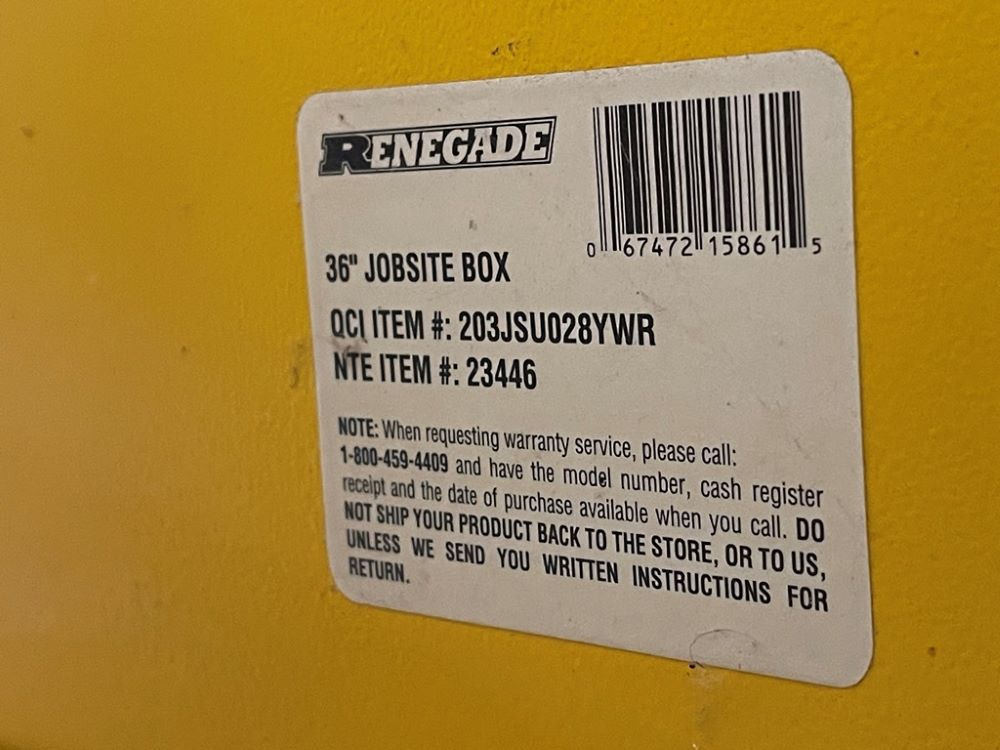 RENEGADE
0 67472 15861 5
36" JOBSITE BOX
QCI ITEM #: 203JSU028YWR
NTE ITEM #: 23446
NOTE: When requesting warranty service, please call:
1-800-459-4409 and have the model number, cash register
receipt and the date of purchase available when you call. DO
NOT SHIP YOUR PRODUCT BACK TO THE STORE, OR TO US,
UNLESS WE SEND YOU WRITTEN INSTRUCTIONS FOR
RETURN.